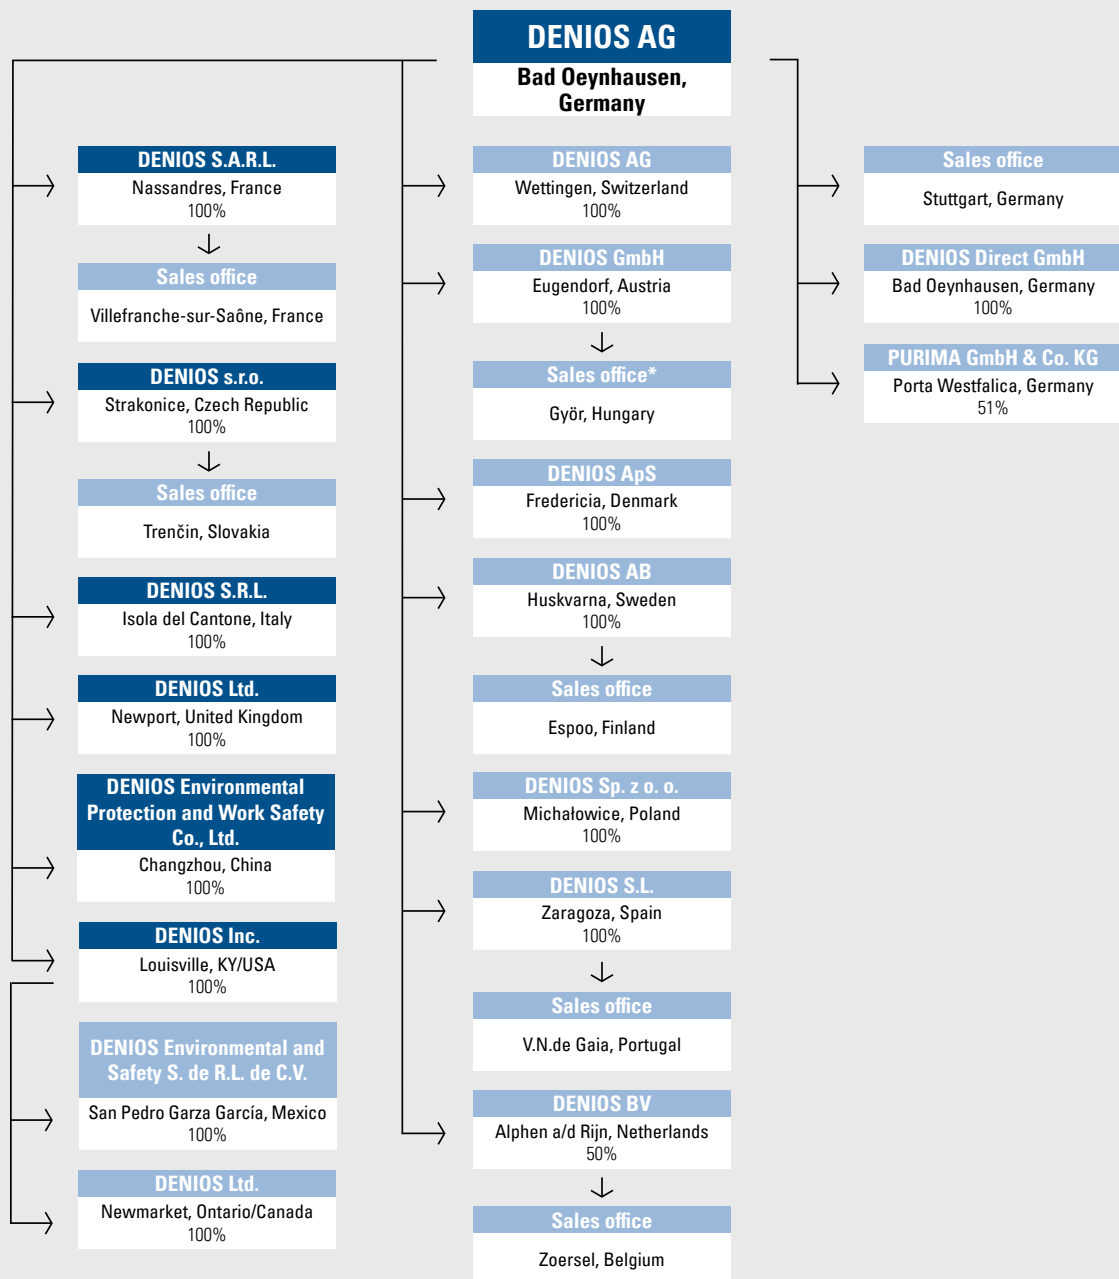 DENIOS AG
Bad Oeynhausen,
Germany
DENIOS S.A.R.L.
Nassandres, France
100%
Sales office
Villefranche-sur-Saône, France
DENIOS s.r.o.
Strakonice, Czech Republic
100%
Sales office
Trenčin, Slovakia
DENIOS S.R.L.
Isola del Cantone, Italy
100%
DENIOS Ltd.
Newport, United Kingdom
100%
DENIOS Environmental
Protection and Work Safety
Co., Ltd.
Changzhou, China
100%
DENIOS Inc.
Louisville, KY/USA
100%
DENIOS Environmental and
Safety S. de R.L. de C.V.
San Pedro Garza García, Mexico
100%
DENIOS Ltd.
Newmarket, Ontario/Canada
100%
DENIOS AG
Wettingen, Switzerland
100%
DENIOS GmbH
Eugendorf, Austria
100%
Sales office*
Györ, Hungary
DENIOS ApS
Fredericia, Denmark
100%
DENIOS AB
Huskvarna, Sweden
100%
Sales office
Espoo, Finland
DENIOS Sp. z o. o.
Michałowice, Poland
100%
DENIOS S.L.
Zaragoza, Spain
100%
Sales office
V.N.de Gaia, Portugal
DENIOS BV
Alphen a/d Rijn, Netherlands
50%
Sales office
Zoersel, Belgium
Sales office
Stuttgart, Germany
DENIOS Direct GmbH
Bad Oeynhausen, Germany
100%
PURIMA GmbH & Co. KG
Porta Westfalica, Germany
51%